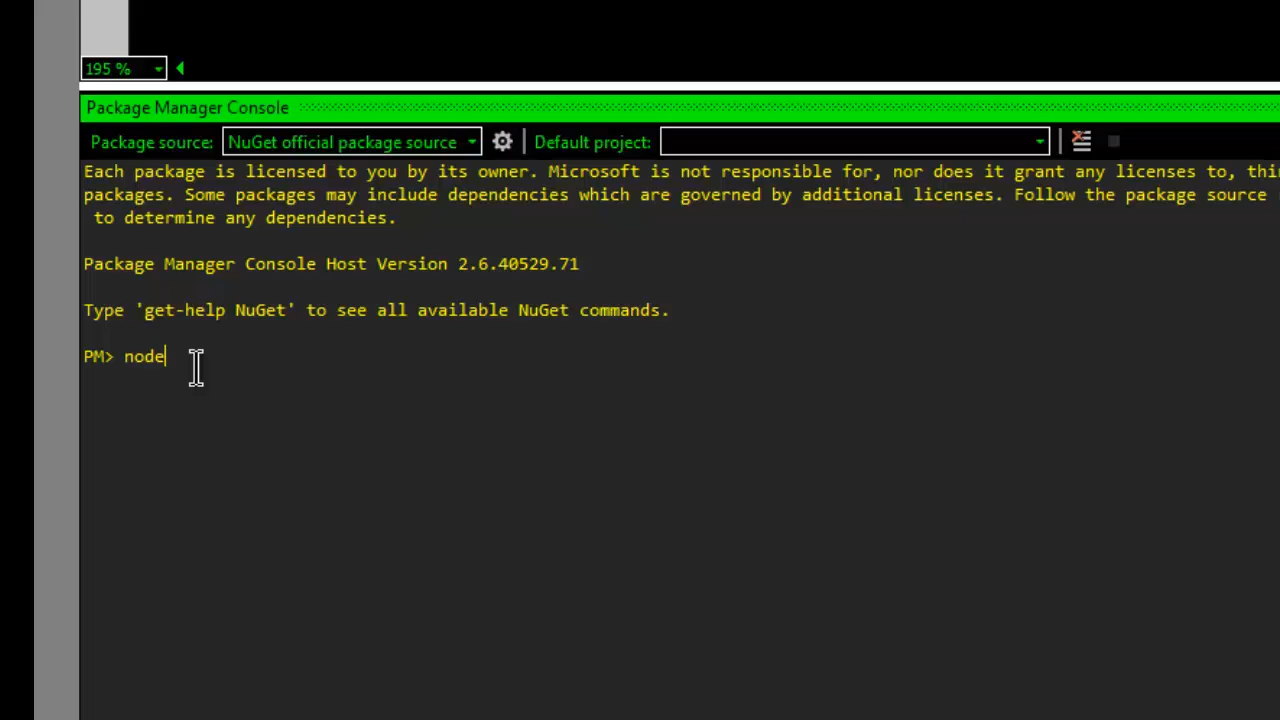 195 %
Package Manager Console
Package source: NuGet official package source Default project:
Each package is licensed to you by its owner. Microsoft is not responsible for, nor does it grant any licenses to, thi
packages. Some packages may include dependencies which are governed by additional licenses. Follow the package source
to determine any dependencies.
Package Manager Console Host Version 2.6.40529.71
Type 'get-help NuGet' to see all available NuGet commands.
PM> node